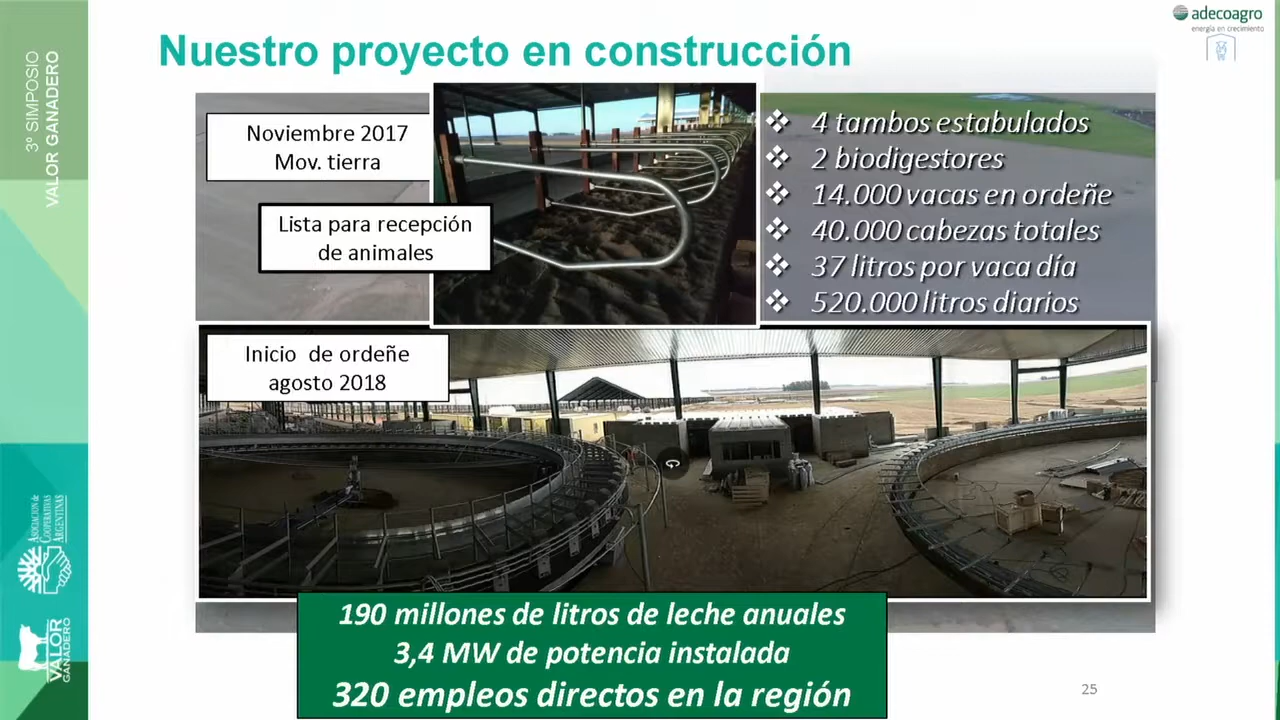 3º SIMPOSIO
VALOR GANADERO
Nuestro proyecto en construcción
adecoagro
energía en crecimiento
Noviembre 2017
Mov. tierra
Lista para recepción
de animales
4 tambos estabulados
2 biodigestores
14.000 vacas en ordeñe
40.000 cabezas totales
37 litros por vaca día
520.000 litros diarios
Inicio de ordeñe
agosto 2018
190 millones de litros de leche anuales
3,4 MW de potencia instalada
320 empleos directos en la región
ASOCIACION DE
COOPERATIVAS
ARGENTINAS
VALOR
GANADERO
25